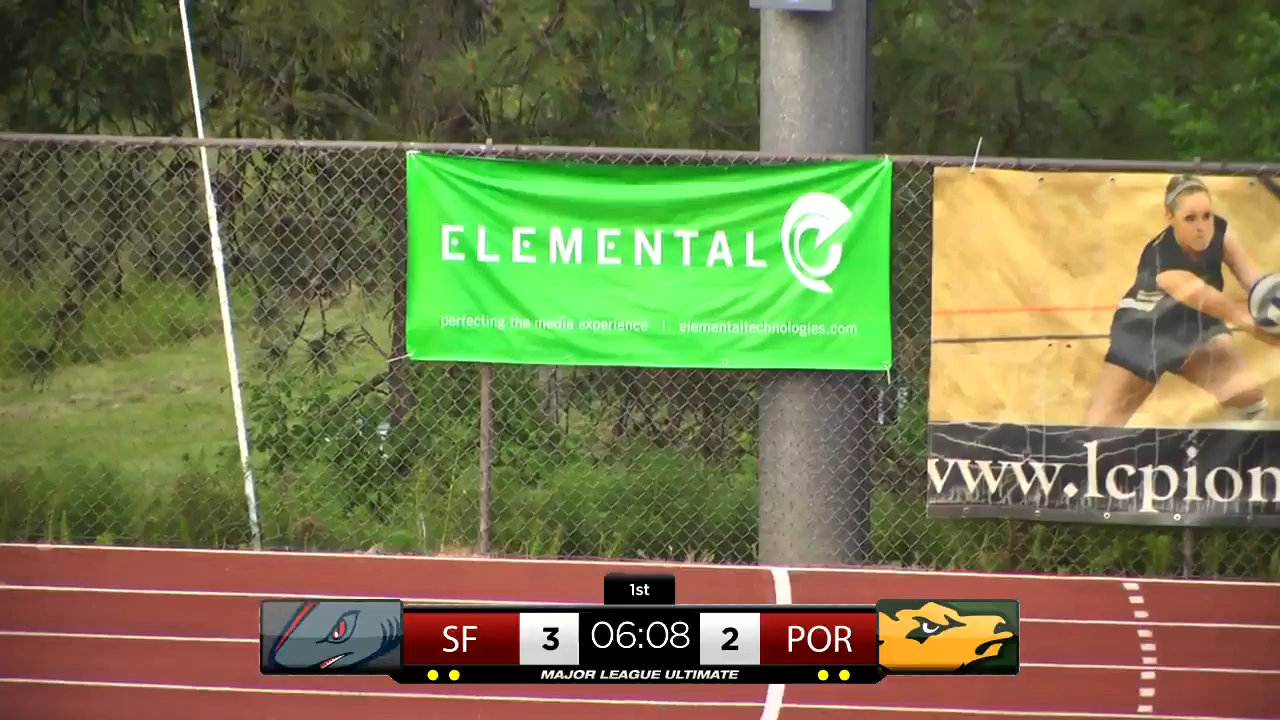 ELEMENTAL
perfecting the media experience | elementaltechnologies.com
www.lcpion
1st
SF 3 06:08 2 POR
MAJOR LEAGUE ULTIMATE